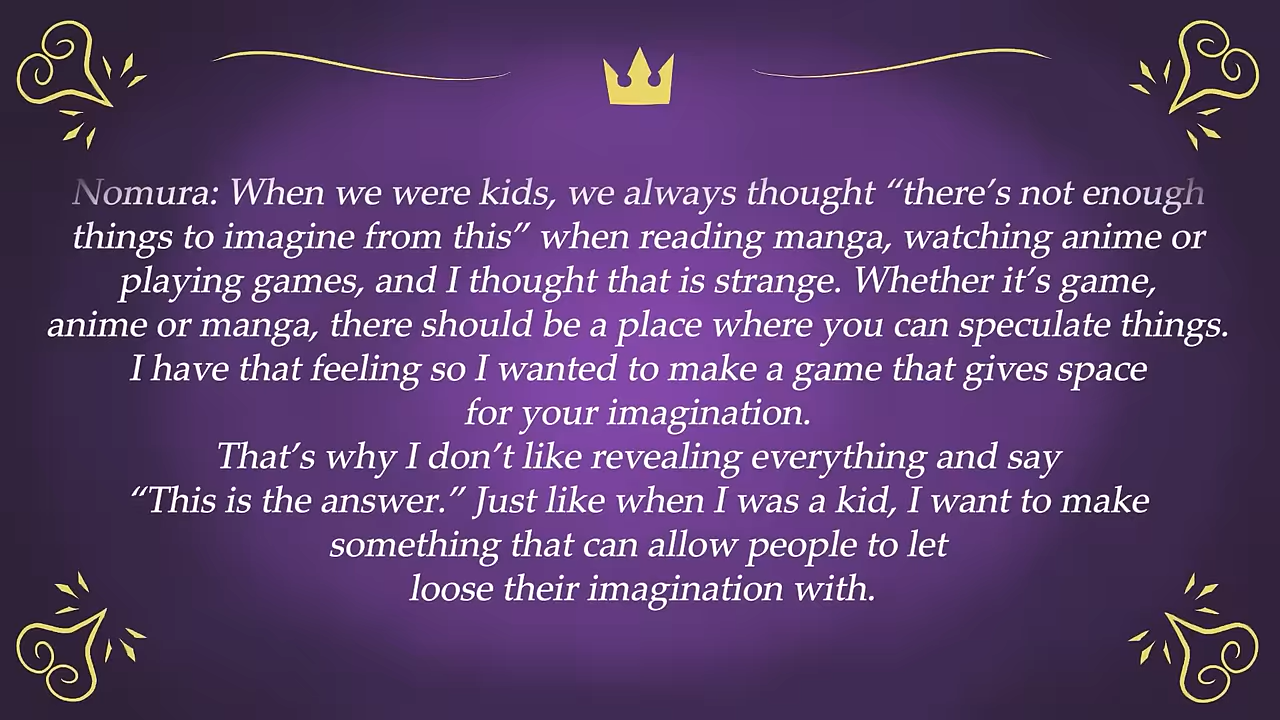 Nomura: When we were kids, we always thought “there’s not enough
things to imagine from this” when reading manga, watching anime or
playing games, and I thought that is strange. Whether it’s game,
anime or manga, there should be a place where you can speculate things.
I have that feeling so I wanted to make a game that gives space
for your imagination.
That’s why I don’t like revealing everything and say
“This is the answer.” Just like when I was a kid, I want to make
something that can allow people to let
loose their imagination with.